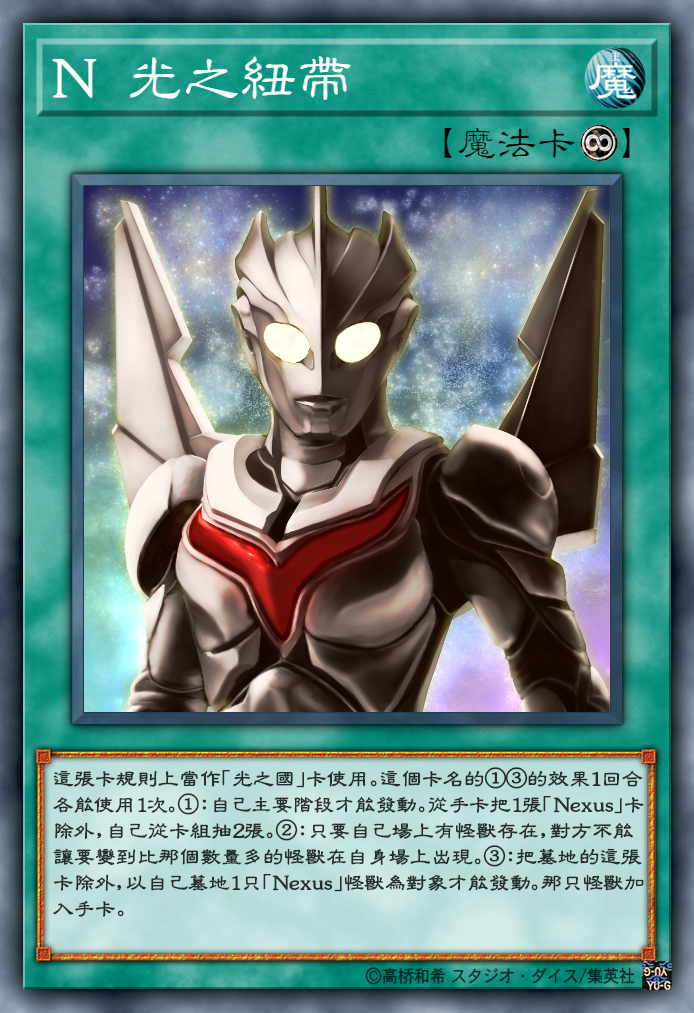 N 光之紐帶
魔
【魔法卡】
這張卡規則上當作「光之國」卡使用。這個卡名的①③的效果1回合
各能使用1次。①：自己主要階段才能發動。從手卡把1張「Nexus」卡
除外，自己從卡組抽2張。②：只要自己場上有怪獸存在，對方不能
讓要變到比那個數量多的怪獸在自身場上出現。③：把墓地的這張
卡除外，以自己墓地1只「Nexus」怪獸為對象才能發動。那只怪獸加
入手卡。
©高桥和希 スタジオ・ダイス/集英社